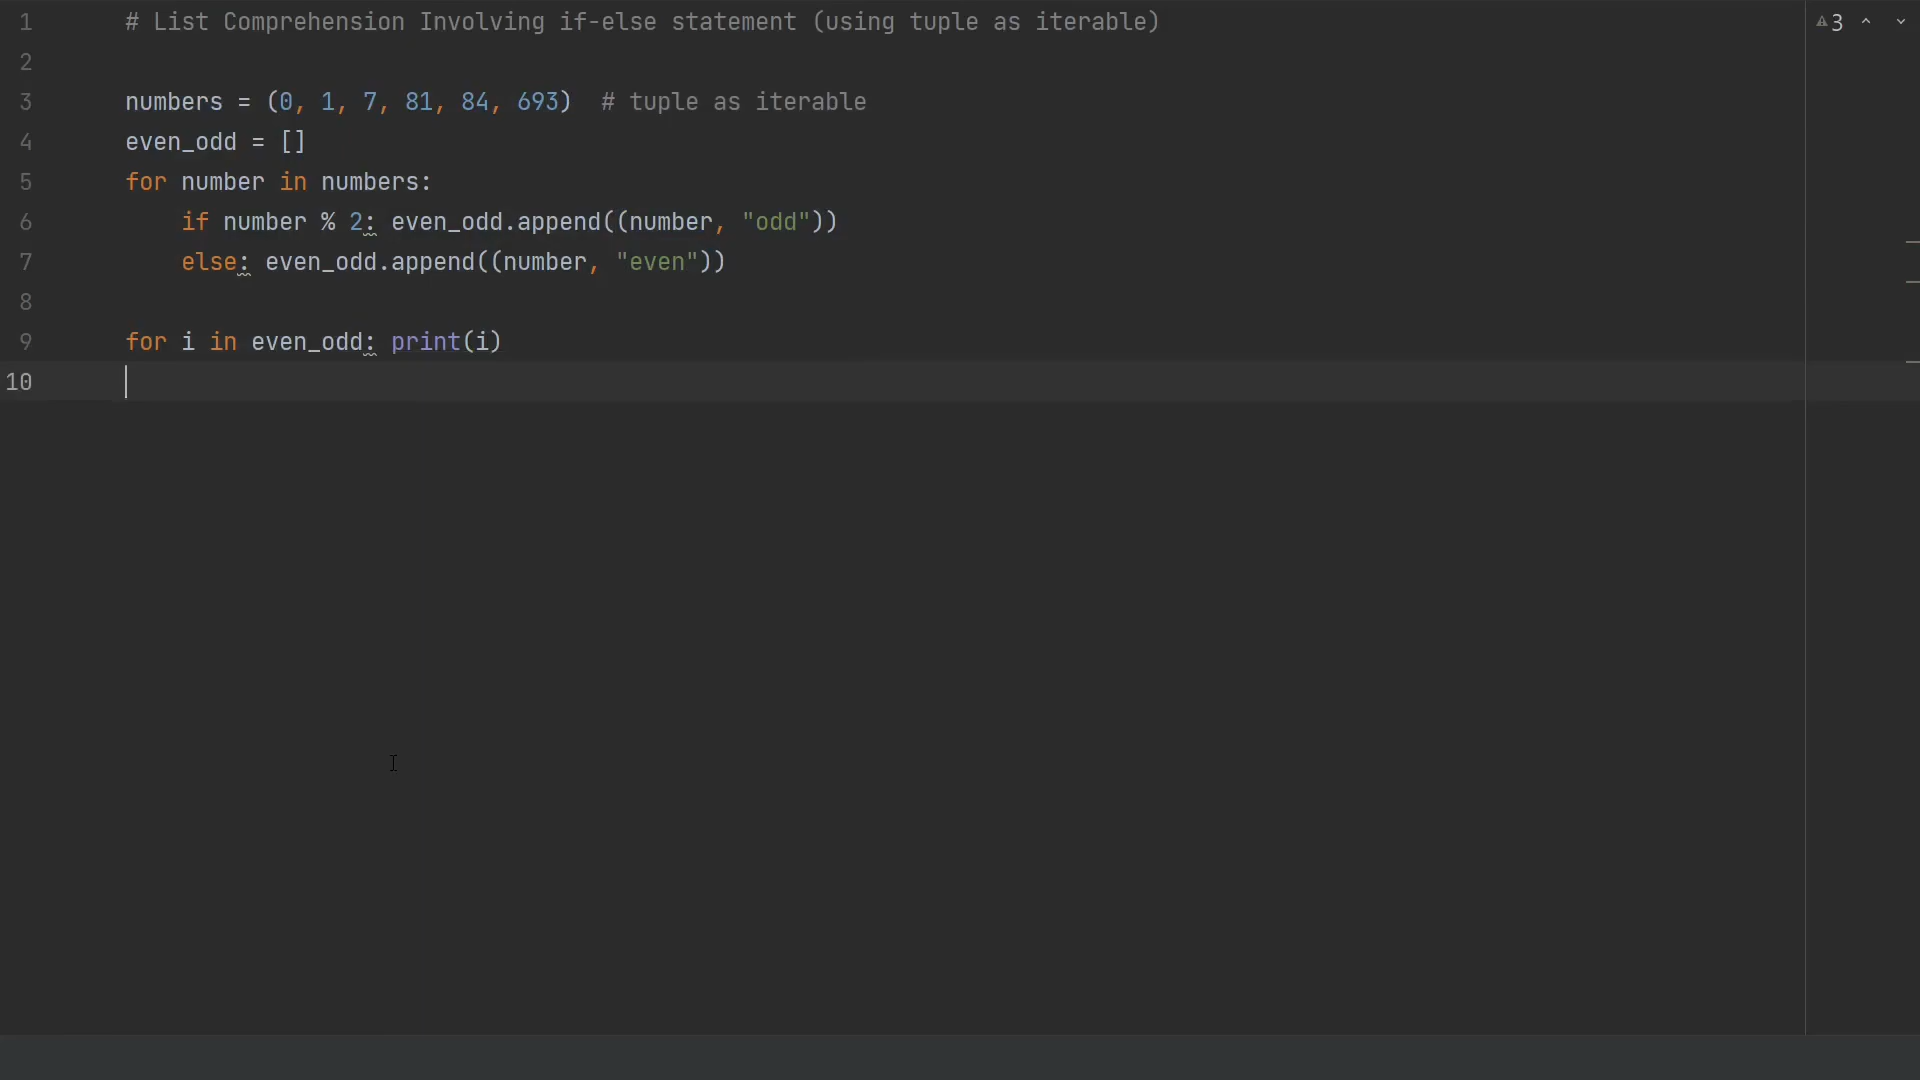 1 # List Comprehension Involving if-else statement (using tuple as iterable)
3
2
3 numbers = (0, 1, 7, 81, 84, 693)  # tuple as iterable
4 even_odd = []
5 for number in numbers:
6     if number % 2: even_odd.append((number, "odd"))
7     else: even_odd.append((number, "even"))
8
9 for i in even_odd: print(i)
10